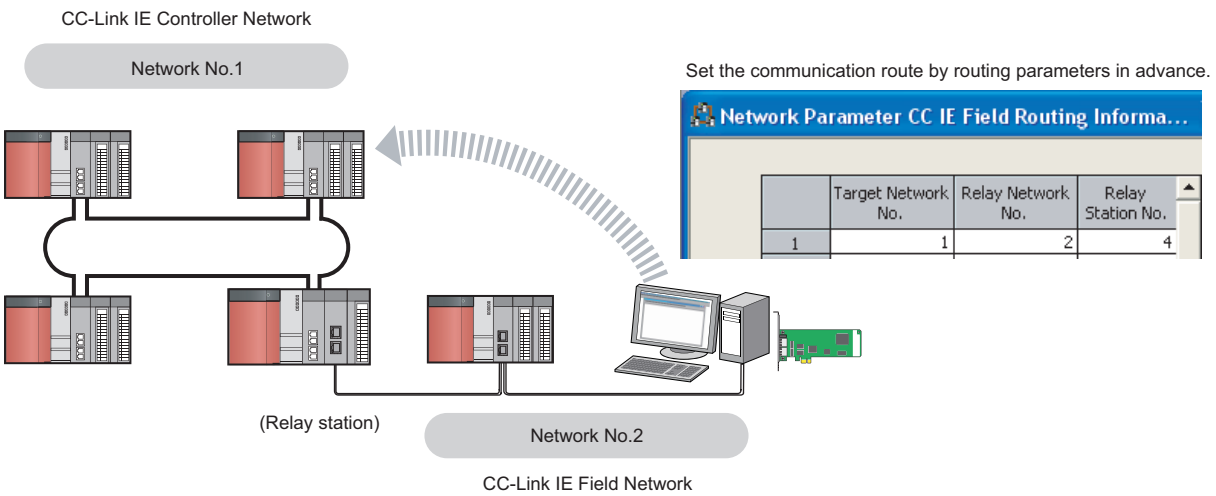 CC-Link IE Controller Network
Network No.1
Set the communication route by routing parameters in advance.
Network Parameter CC IE Field Routing Informa...
Target Network No.
Relay Network No.
Relay Station No.
1 1 2 4
(Relay station)
Network No.2
CC-Link IE Field Network